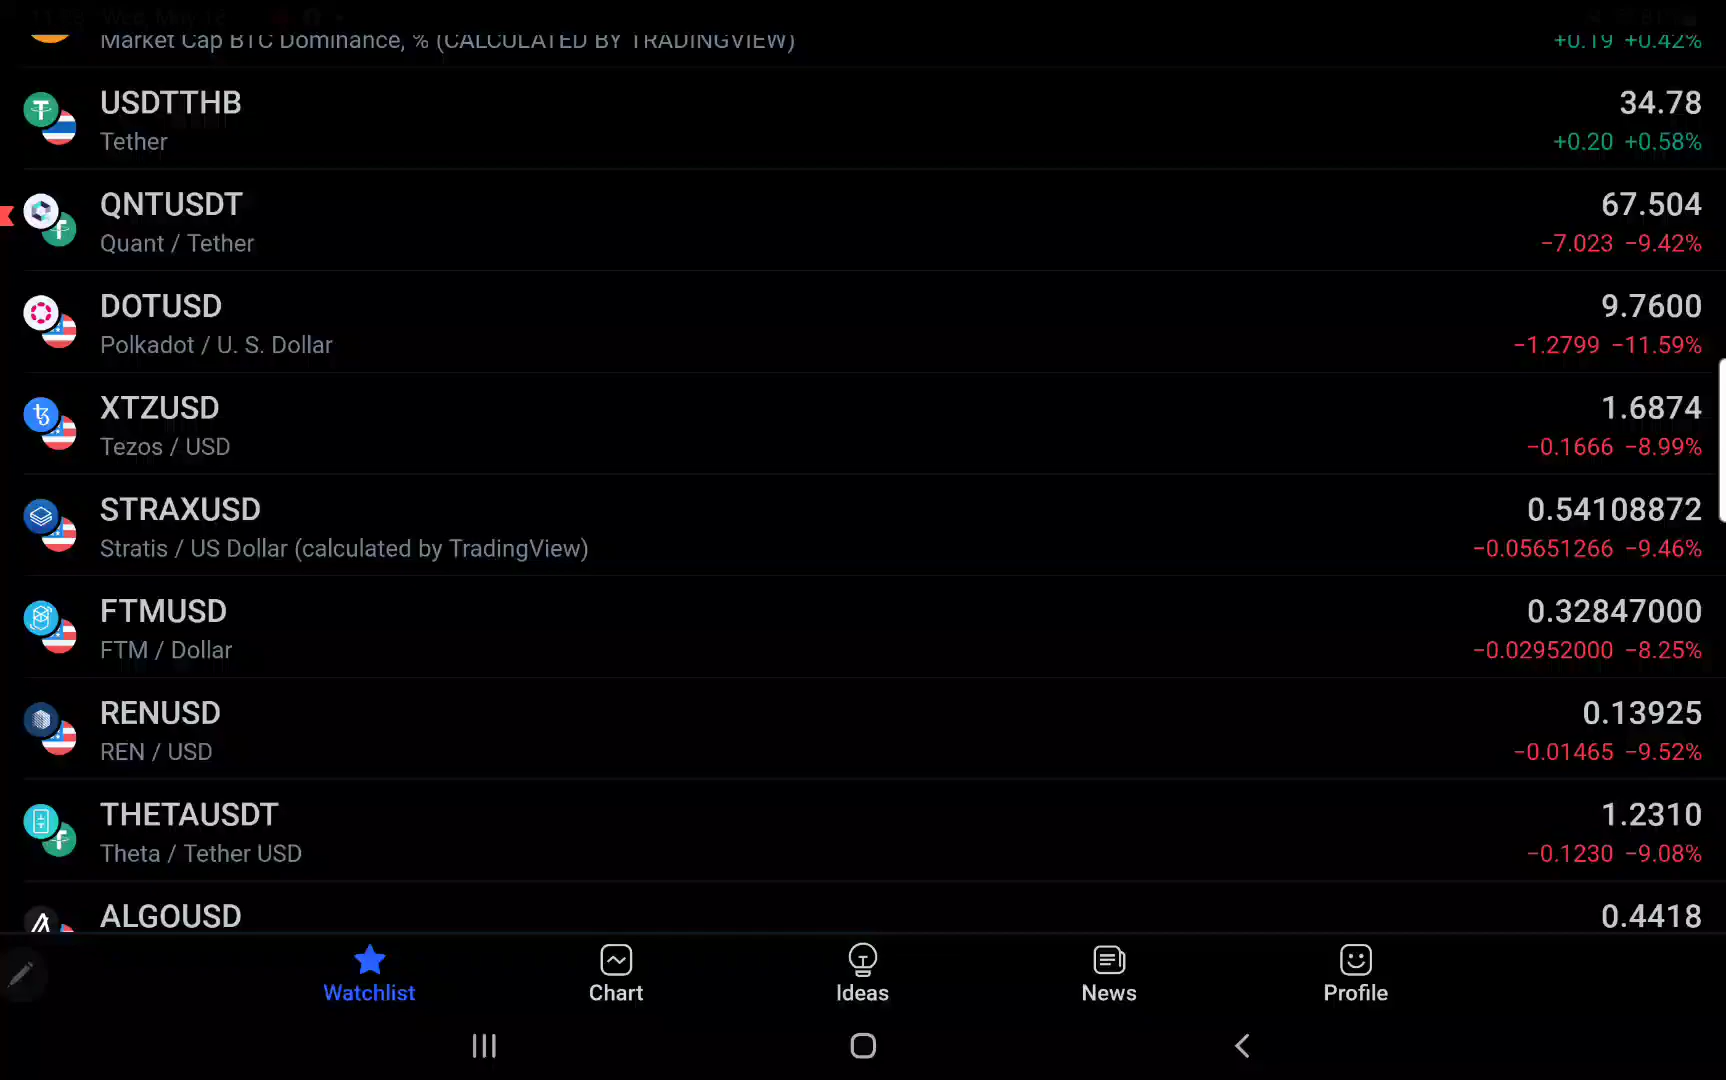 Wed, May 18
Market Cap BTC Dominance, % (CALCULATED BY TRADINGVIEW)
+0.19 +0.42%
USDTTHB
34.78
Tether
+0.20 +0.58%
QNTUSDT
67.504
Quant / Tether
−7.023 −9.42%
DOTUSD
9.7600
Polkadot / U. S. Dollar
−1.2799 −11.59%
XTZUSD
1.6874
Tezos / USD
−0.1666 −8.99%
STRAXUSD
0.54108872
Stratis / US Dollar (calculated by TradingView)
−0.05651266 −9.46%
FTMUSD
0.32847000
FTM / Dollar
−0.02952000 −8.25%
RENUSD
0.13925
REN / USD
−0.01465 −9.52%
THETAUSDT
1.2310
Theta / Tether USD
−0.1230 −9.08%
ALGOUSD
0.4418
Watchlist
Chart
Ideas
News
Profile